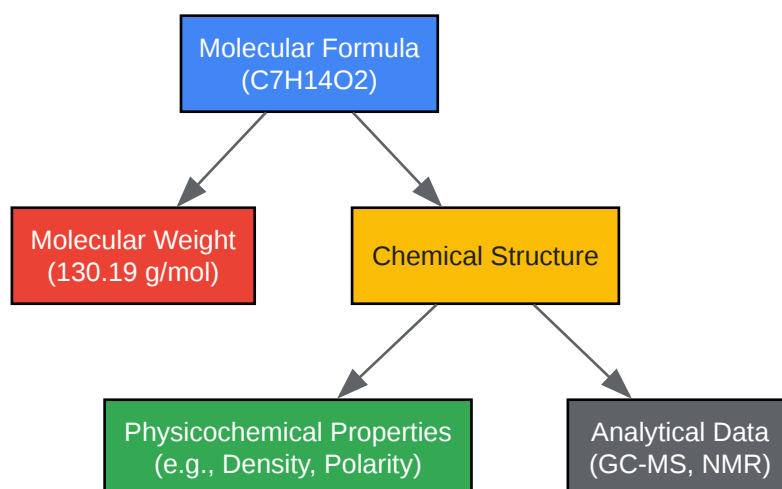 Molecular Formula
(C7H14O2)
Molecular Weight
(130.19 g/mol)
Chemical Structure
Physicochemical Properties
(e.g., Density, Polarity)
Analytical Data
(GC-MS, NMR)